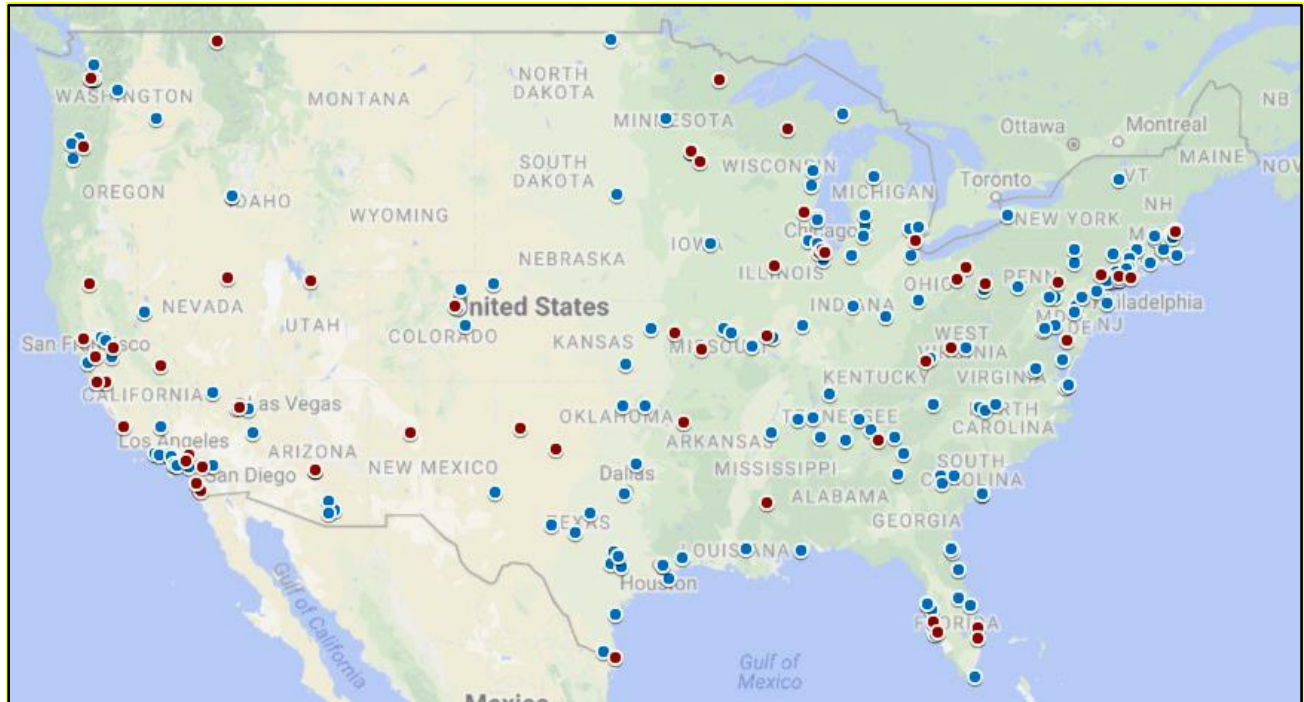 NB
NORTH
DAKOTA
WASHINGTON
MONTANA
MINNESOTA
Ottawa
Montreal
MAINE
NOV
SOUTH
DAKOTA
WISCONSIN
MICHIGAN
Toronto
VT
OREGON
IDAHO
WYOMING
NEW YORK
NH
IOWA
Chicago
NEBRASKA
ILLINOIS
OHIO
PENN
NEVADA
United States
INDIANA
Philadelphia
UTAH
COLORADO
MD
DE
NJ
San Francisco
KANSAS
MISSOURI
WEST
VIRGINIA
KENTUCKY
VIRGINIA
CALIFORNIA
Las Vegas
OKLAHOMA
TENNESSEE
NORTH
CAROLINA
Los Angeles
ARIZONA
ARKANSAS
NEW MEXICO
MISSISSIPPI
San Diego
Dallas
SOUTH
CAROLINA
ALABAMA
TEXAS
GEORGIA
LOUISIANA
Houston
Gulf of
California
FLORIDA
Gulf of
Mexico
Mexico